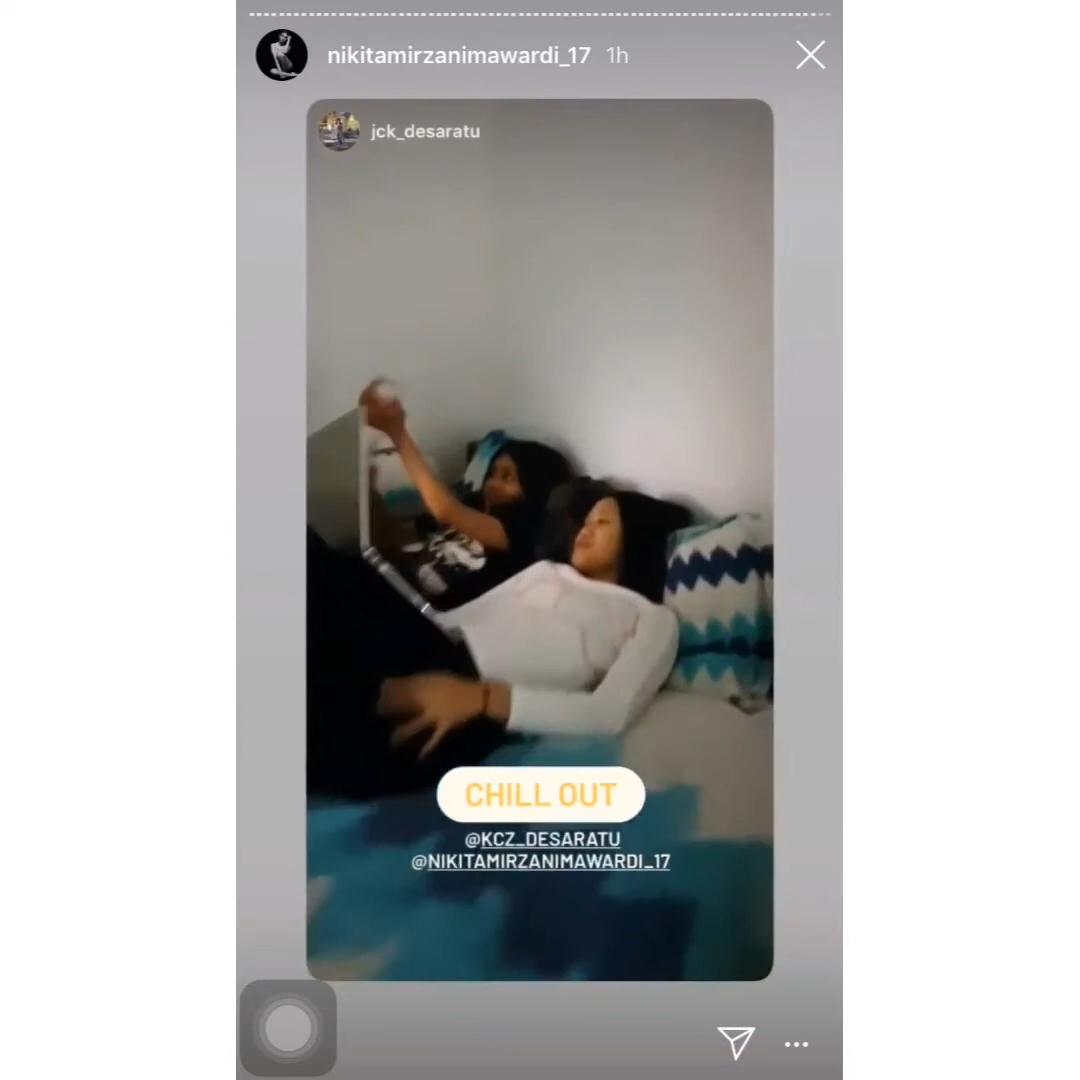 nikitamirzanimawardi_17 1h
jck_desaratu
CHILL OUT
@KCZ_DESARATU
@NIKITAMIRZANIMAWARDI_17